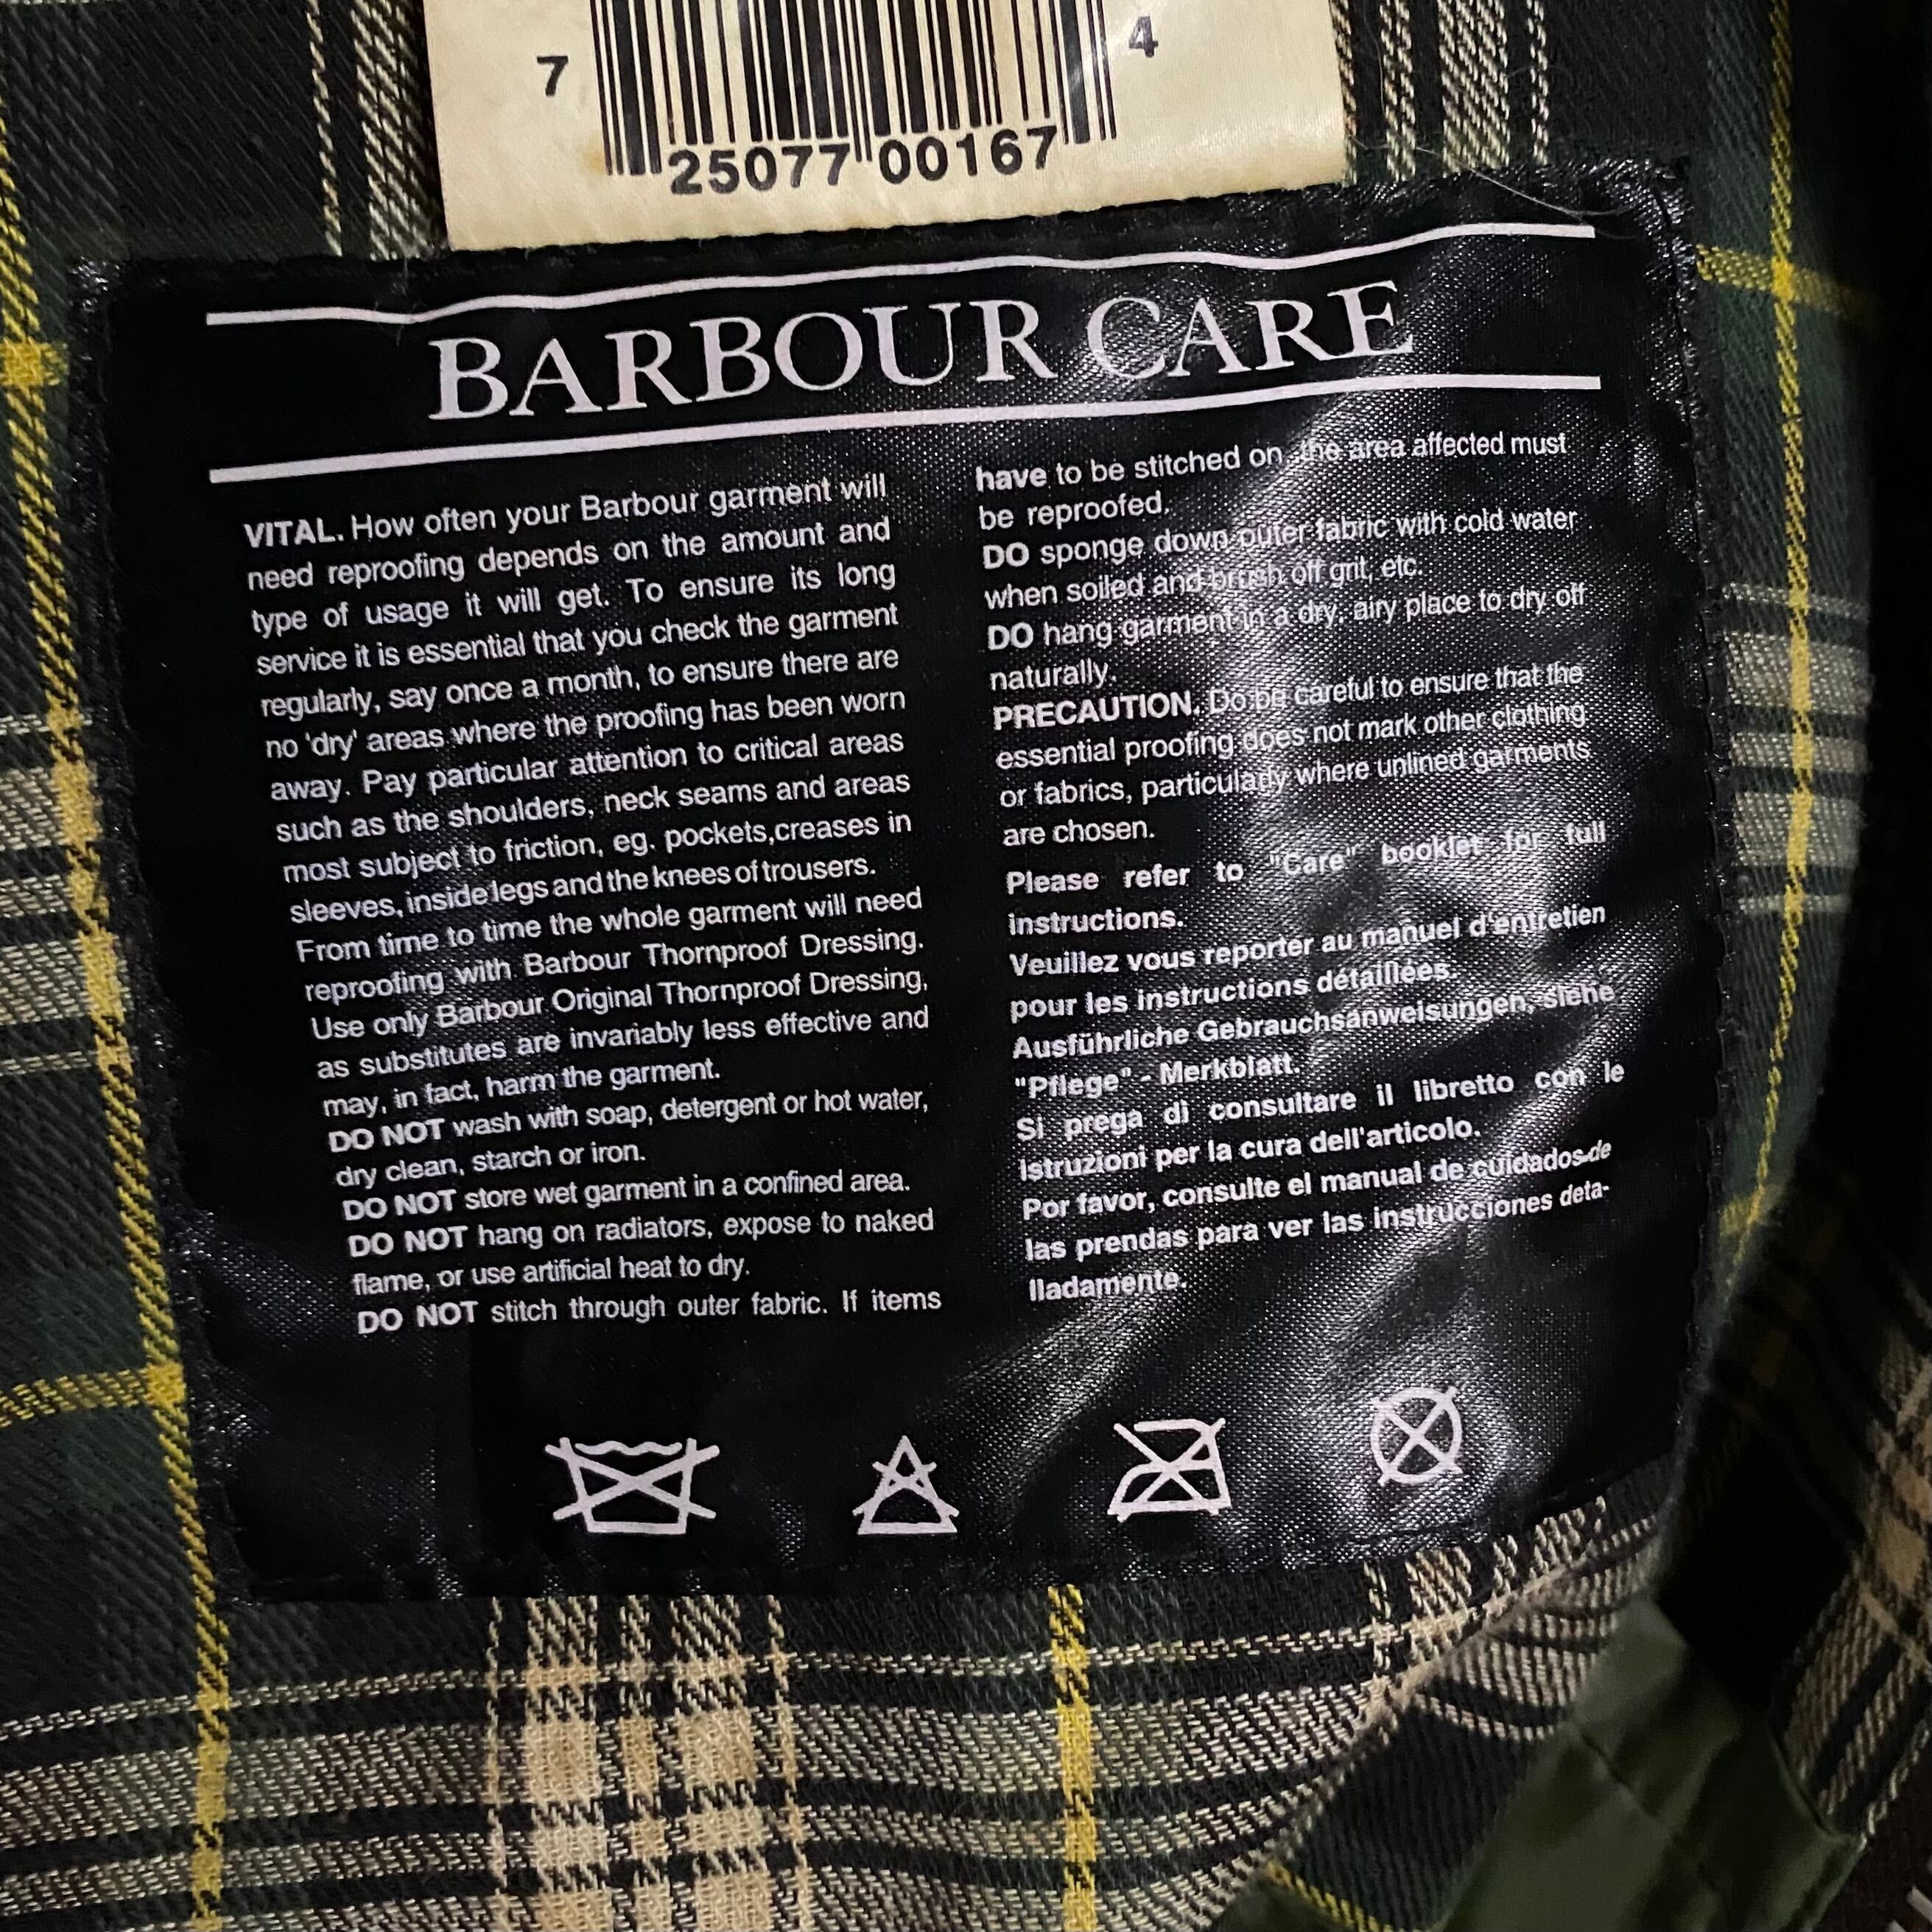 7
4
25077 00167
BARBOUR CARE
VITAL. How often your Barbour garment will
need reproofing depends on the amount and
type of usage it will get. To ensure its long
service it is essential that you check the garment
regularly, say once a month, to ensure there are
no 'dry' areas where the proofing has been worn
away. Pay particular attention to critical areas
such as the shoulders, neck seams and areas
most subject to friction, eg. pockets,creases in
sleeves, inside legs and the knees of trousers.
From time to time the whole garment will need
reproofing with Barbour Thornproof Dressing.
Use only Barbour Original Thornproof Dressing,
as substitutes are invariably less effective and
may, in fact, harm the garment.
DO NOT wash with soap, detergent or hot water,
dry clean, starch or iron.
DO NOT store wet garment in a confined area.
DO NOT hang on radiators, expose to naked
flame, or use artificial heat to dry.
DO NOT stitch through outer fabric. If items
have to be stitched on the area affected must
be reproofed.
DO sponge down outer fabric with cold water
when soiled and brush off grit, etc.
DO hang garment in a dry, airy place to dry off
naturally.
PRECAUTION. Do be careful to ensure that the
essential proofing does not mark other clothing
or fabrics, particularly where unlined garments
are chosen.
Please refer to "Care" booklet for full
instructions.
Veuillez vous reporter au manuel d'entretien
pour les instructions détaillées.
Ausführliche Gebrauchsanweisungen, siehe
"Pflege" - Merkblatt.
Si prega di consultare il libretto con le
istruzioni per la cura dell'articolo.
Por favor, consulte el manual de cuidados de
las prendas para ver las instrucciones deta-
lladamente.